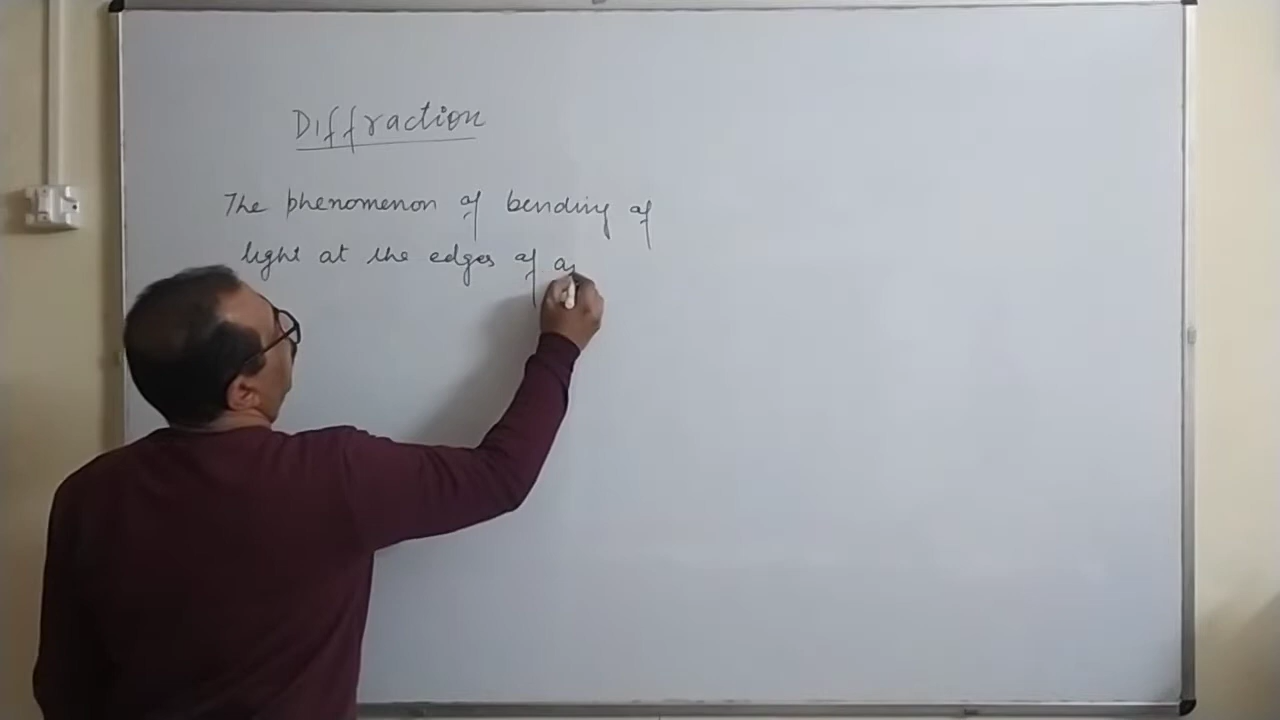 Diffraction
The phenomenon of bending of
light at the edges of